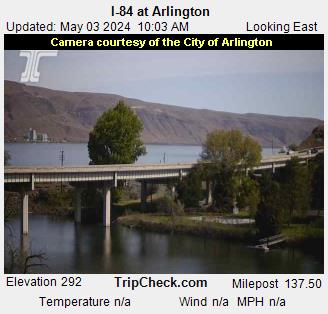 I-84 at Arlington
Updated: May 03 2024 10:03 AM Looking East
Camera courtesy of the City of Arlington
Elevation 292 TripCheck.com Milepost 137.50
Temperature n/a Wind n/a MPH n/a